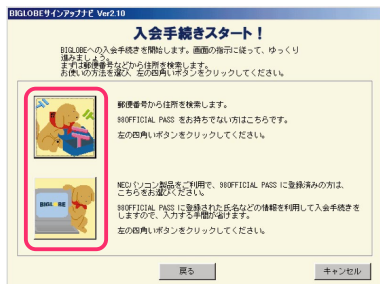 BIGLOBEサインアップナビ Ver2.10
入会手続きスタート！
BIGLOBEへの入会手続きを開始します。画面の指示に従って、ゆっくり
進みましょう。
まずは郵便番号などから住所を検索します。
お使いの方法を選び、左の四角いボタンをクリックしてください。
郵便番号から住所を検索します。
98OFFICIAL PASS をお持ちでない方はこちらです。
左の四角いボタンをクリックしてください。
BIGLOBE
NECパソコン製品をご利用で、98OFFICIAL PASS に登録済みの方は、
こちらをお選びください。
98OFFICIAL PASS に登録された氏名などの情報を利用して入会手続きを
しますので、入力する手間が省けます。
左の四角いボタンをクリックしてください。
戻る
キャンセル